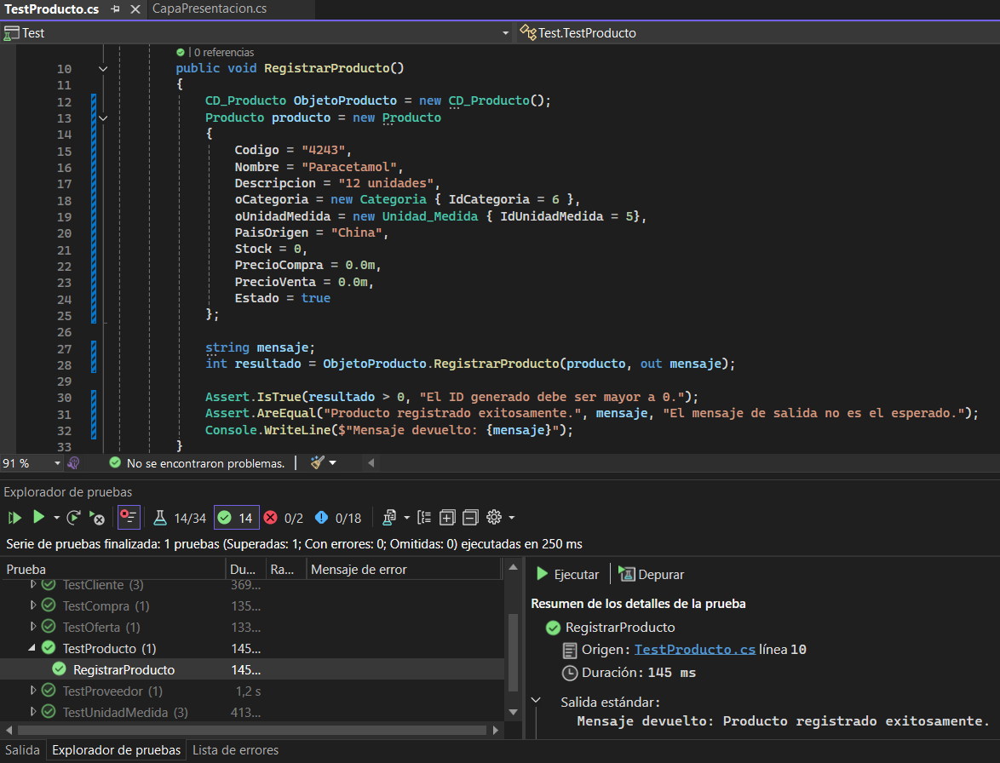 TestProducto.cs CapaPresentacion.cs
Test Test.TestProducto
| 0 referencias
10 public void RegistrarProducto()
11 {
12 CD_Producto ObjetoProducto = new CD_Producto();
13 Producto producto = new Producto
14 {
15 Codigo = "4243",
16 Nombre = "Paracetamol",
17 Descripcion = "12 unidades",
18 oCategoria = new Categoria { IdCategoria = 6 },
19 oUnidadMedida = new Unidad_Medida { IdUnidadMedida = 5},
20 PaisOrigen = "China",
21 Stock = 0,
22 PrecioCompra = 0.0m,
23 PrecioVenta = 0.0m,
24 Estado = true
25 };
26
27 string mensaje;
28 int resultado = ObjetoProducto.RegistrarProducto(producto, out mensaje);
29
30 Assert.IsTrue(resultado > 0, "El ID generado debe ser mayor a 0.");
31 Assert.AreEqual("Producto registrado exitosamente.", mensaje, "El mensaje de salida no es el esperado.");
32 Console.WriteLine($"Mensaje devuelto: {mensaje}");
33 }
91 % No se encontraron problemas.
Explorador de pruebas
14/34 14 0/2 0/18
Serie de pruebas finalizada: 1 pruebas (Superadas: 1; Con errores: 0; Omitidas: 0) ejecutadas en 250 ms
Prueba Du... Ra... Mensaje de error
TestCliente (3) 369...
TestCompra (1) 135...
TestOferta (1) 133...
TestProducto (1) 145...
RegistrarProducto 145...
TestProveedor (1) 1,2 s
TestUnidadMedida (3) 413...
Ejecutar Depurar
Resumen de los detalles de la prueba
RegistrarProducto
Origen: TestProducto.cs línea 10
Duración: 145 ms
Salida estándar:
Mensaje devuelto: Producto registrado exitosamente.
Salida Explorador de pruebas Lista de errores